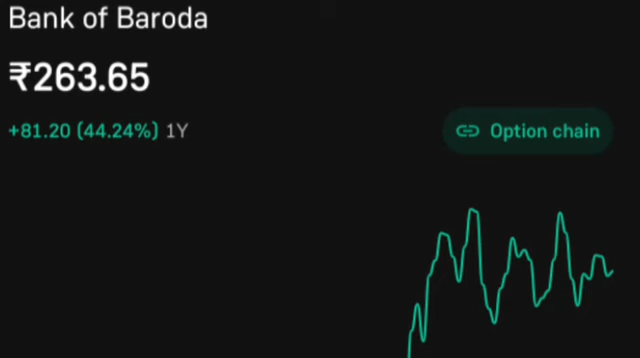 Bank of Baroda
₹263.65
+81.20 (44.24%) 1Y
Option chain